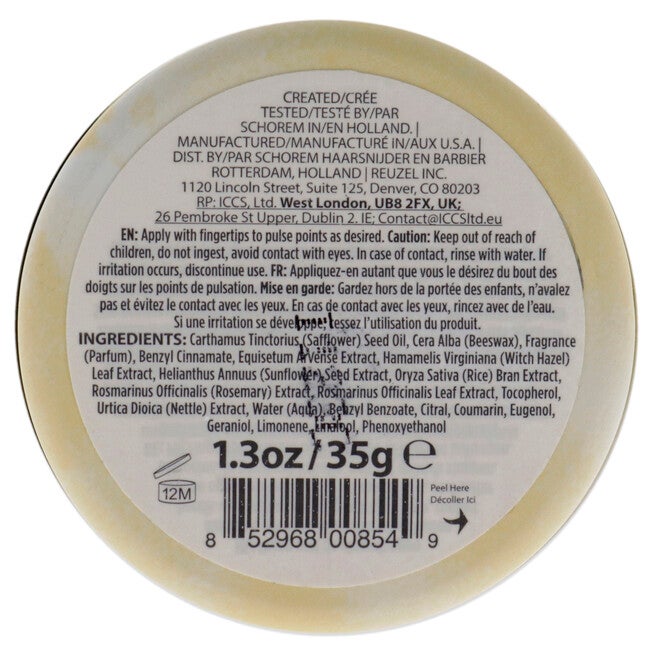 CREATED/CRÉE
TESTED/TESTÉ BY/PAR
SCHOREM IN/EN HOLLAND. |
MANUFACTURED/MANUFACTURÉ IN/AUX U.S.A. |
DIST. BY/PAR SCHOREM HAARSNIJDER EN BARBIER
ROTTERDAM, HOLLAND | REUZEL INC.
1120 Lincoln Street, Suite 125, Denver, CO 80203
RP: ICCS, Ltd. West London, UB8 2FX, UK;
26 Pembroke St Upper, Dublin 2. IE; Contact@ICCSltd.eu
EN: Apply with fingertips to pulse points as desired. Caution: Keep out of reach of
children, do not ingest, avoid contact with eyes. In case of contact, rinse with water. If
irritation occurs, discontinue use. FR: Appliquez-en autant que vous le désirez du bout des
doigts sur les points de pulsation. Mise en garde: Gardez hors de la portée des enfants, n'avalez
pas et évitez le contact avec les yeux. En cas de contact avec les yeux, rincez avec de l'eau.
Si une irritation se développe, cessez l'utilisation du produit.
INGREDIENTS: Carthamus Tinctorius (Safflower) Seed Oil, Cera Alba (Beeswax), Fragrance
(Parfum), Benzyl Cinnamate, Equisetum Arvense Extract, Hamamelis Virginiana (Witch Hazel)
Leaf Extract, Helianthus Annuus (Sunflower) Seed Extract, Oryza Sativa (Rice) Bran Extract,
Rosmarinus Officinalis (Rosemary) Extract, Rosmarinus Officinalis Leaf Extract, Tocopherol,
Urtica Dioica (Nettle) Extract, Water (Aqua), Benzyl Benzoate, Citral, Coumarin, Eugenol,
Geraniol, Limonene, Linalool, Phenoxyethanol
1.3oz/35g ℮
12M
Peel Here
Décoller Ici
8 52968 00854 9